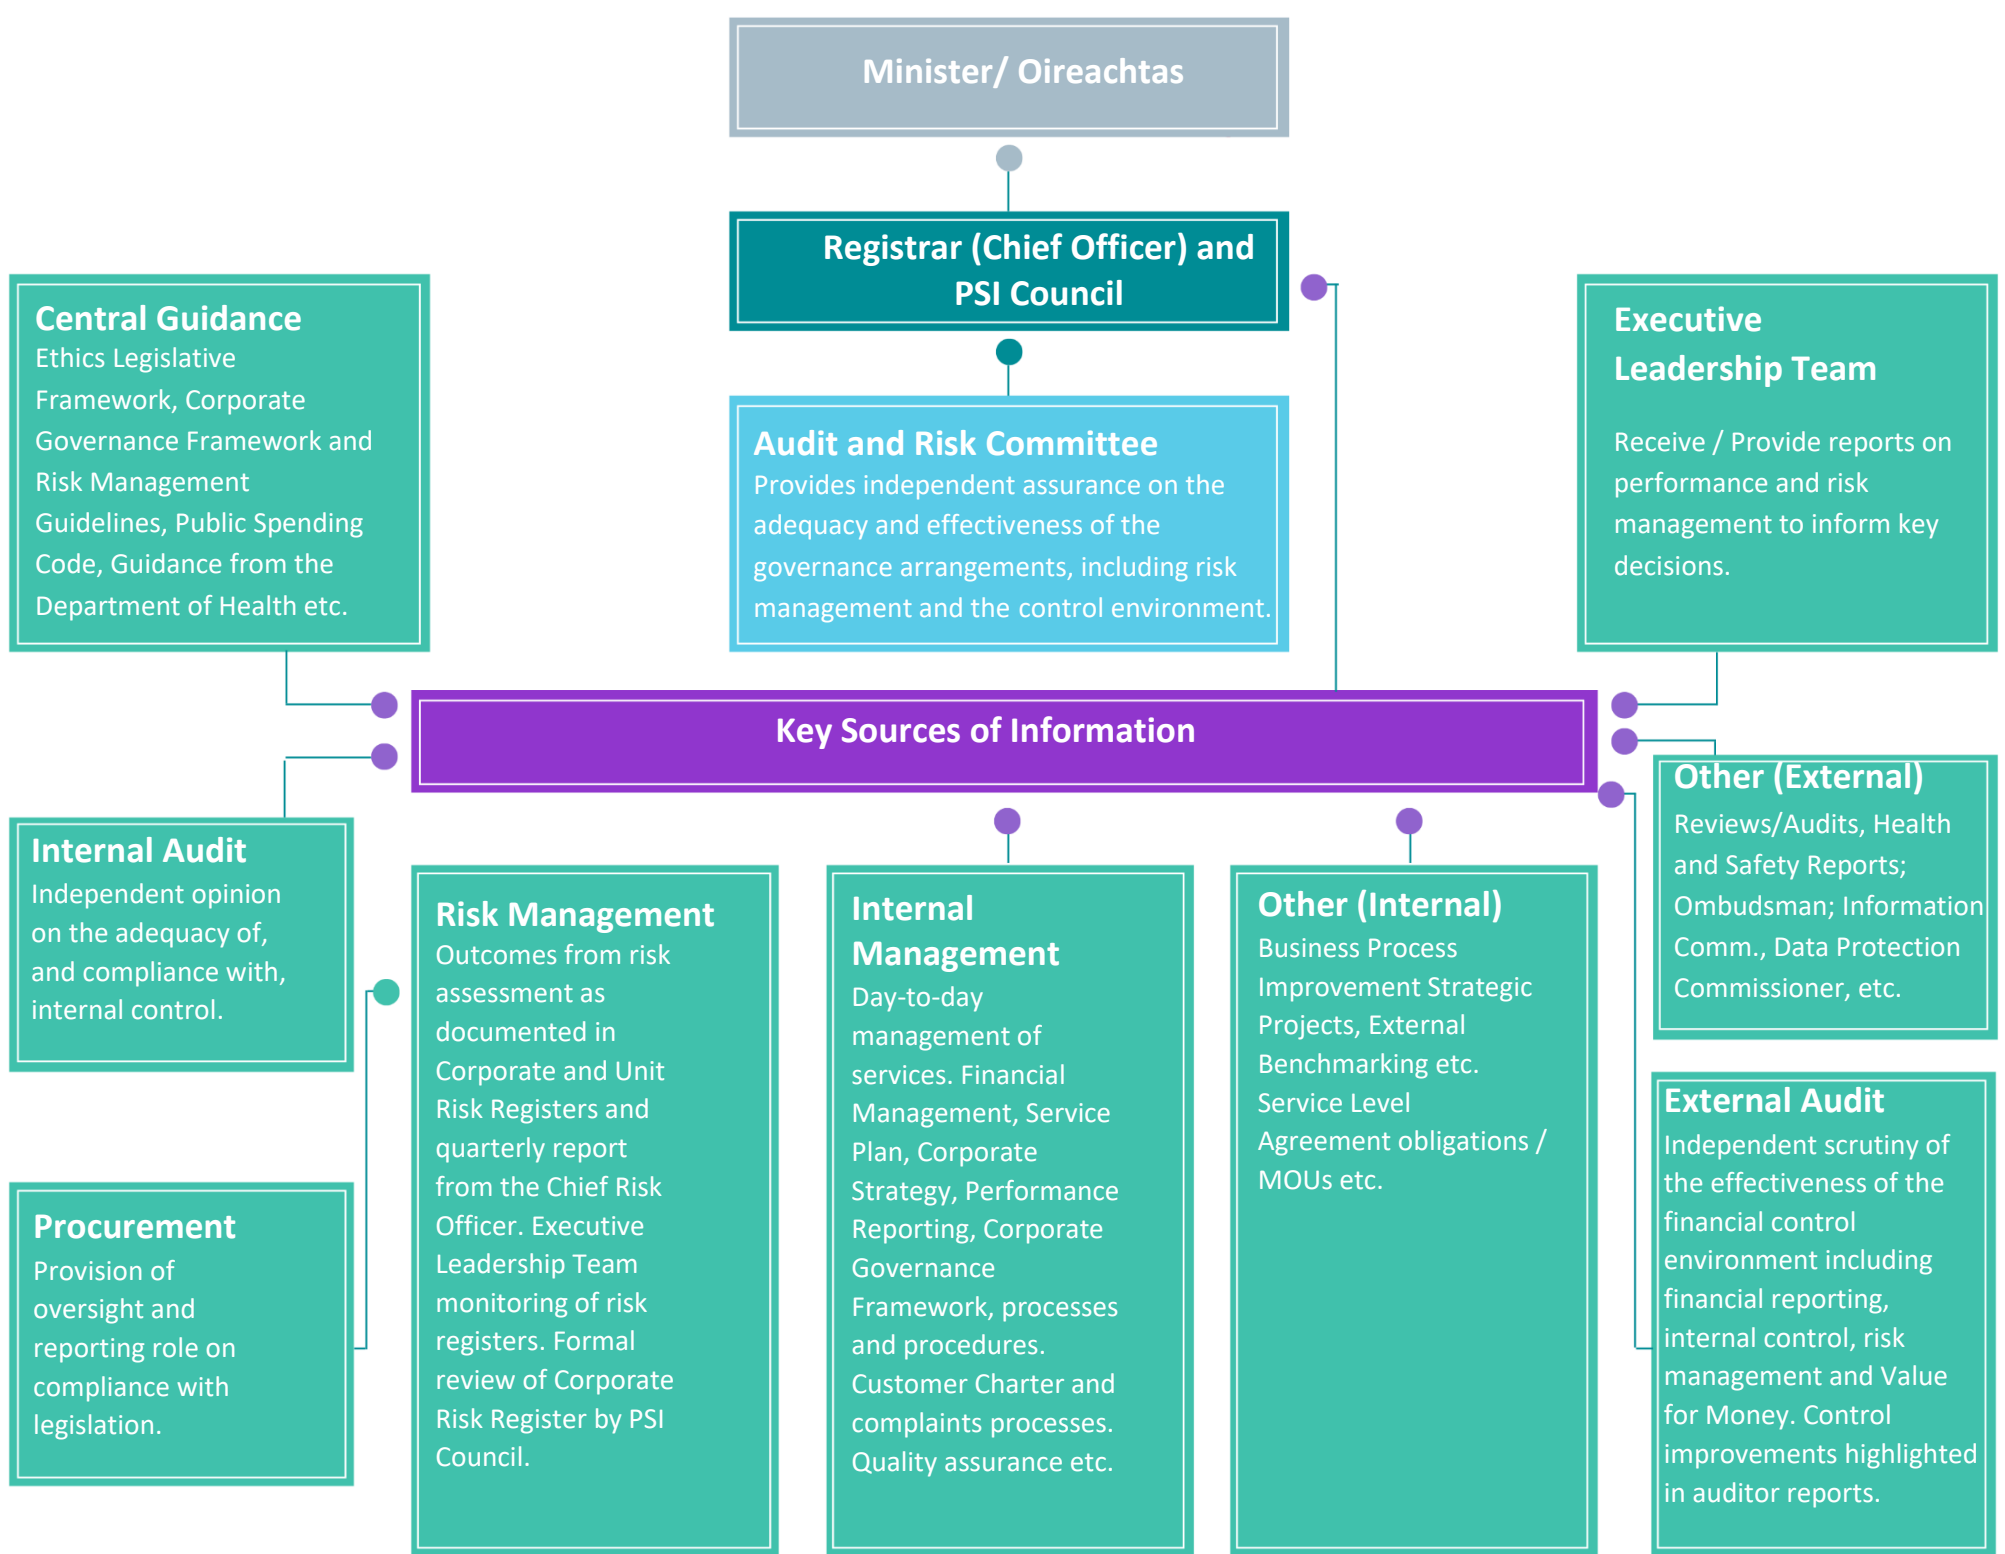 Minister/ Oireachtas
Registrar (Chief Officer) and
PSI Council
Central Guidance
Ethics Legislative
Framework, Corporate
Governance Framework and
Risk Management
Guidelines, Public Spending
Code, Guidance from the
Department of Health etc.
Audit and Risk Committee
Provides independent assurance on the
adequacy and effectiveness of the
governance arrangements, including risk
management and the control environment.
Executive
Leadership Team
Receive / Provide reports on
performance and risk
management to inform key
decisions.
Key Sources of Information
Internal Audit
Independent opinion
on the adequacy of,
and compliance with,
internal control.
Procurement
Provision of
oversight and
reporting role on
compliance with
legislation.
Risk Management
Outcomes from risk
assessment as
documented in
Corporate and Unit
Risk Registers and
quarterly report
from the Chief Risk
Officer. Executive
Leadership Team
monitoring of risk
registers. Formal
review of Corporate
Risk Register by PSI
Council.
Internal
Management
Day-to-day
management of
services. Financial
Management, Service
Plan, Corporate
Strategy, Performance
Reporting, Corporate
Governance
Framework, processes
and procedures.
Customer Charter and
complaints processes.
Quality assurance etc.
Other (Internal)
Business Process
Improvement Strategic
Projects, External
Benchmarking etc.
Service Level
Agreement obligations /
MOUs etc.
Other (External)
Reviews/Audits, Health
and Safety Reports;
Ombudsman; Information
Comm., Data Protection
Commissioner, etc.
External Audit
Independent scrutiny of
the effectiveness of the
financial control
environment including
financial reporting,
internal control, risk
management and Value
for Money. Control
improvements highlighted
in auditor reports.